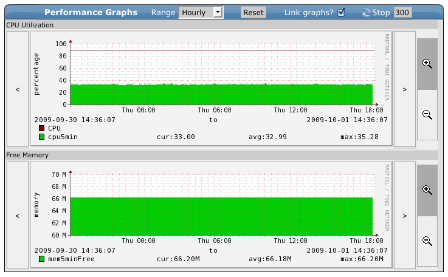 Performance Graphs Range Hourly Reset Link graphs? Stop 300
CPU Utilization
100
80
60
40
20
0
percentage
RRDTOOL / TOBI OETIKER
Thu 00:00 Thu 06:00 Thu 12:00 Thu 18:00
2009-09-30 14:36:07 to 2009-10-01 14:36:07
CPU
cpu5min cur:33.00 avg:32.99 max:35.28
<
>
Free Memory
70 M
68 M
66 M
64 M
62 M
60 M
memory
RRDTOOL / TOBI OETIKER
Thu 00:00 Thu 06:00 Thu 12:00 Thu 18:00
2009-09-30 14:36:07 to 2009-10-01 14:36:07
mem5minFree cur:66.20M avg:66.18M max:66.20M
<
>